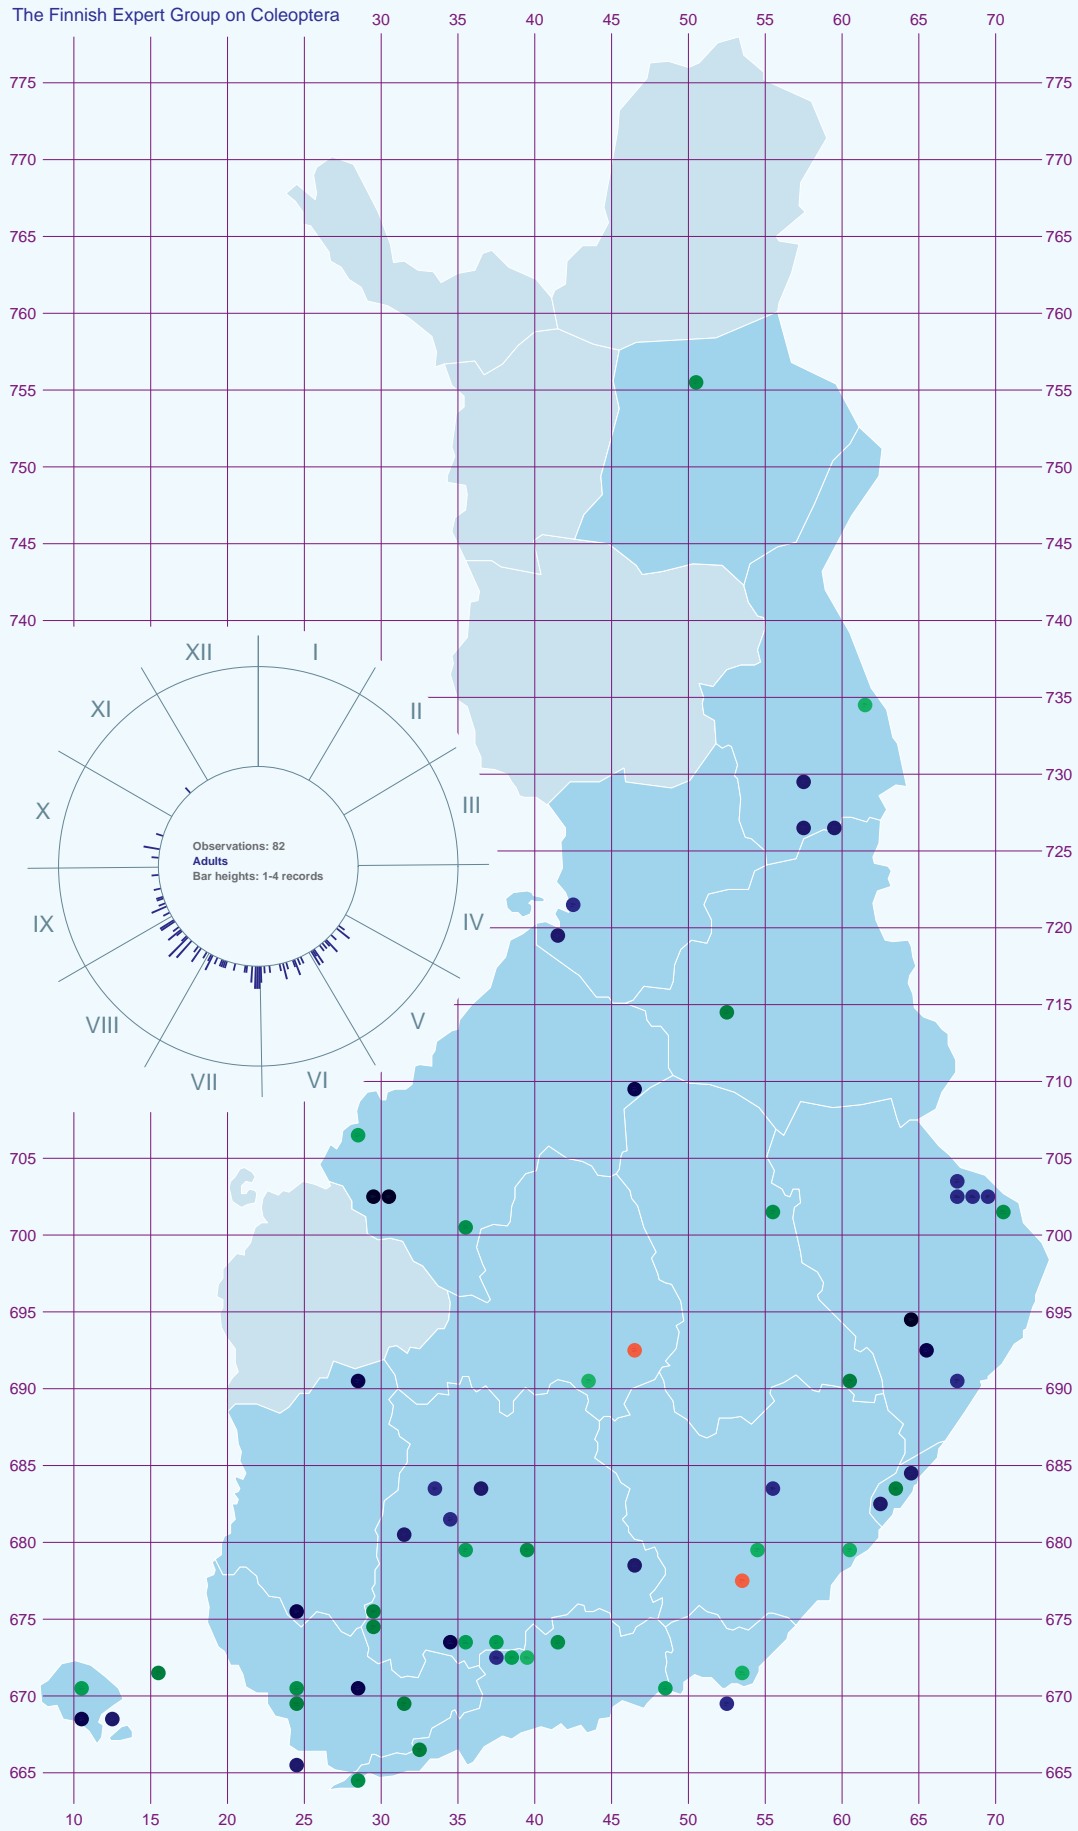 The Finnish Expert Group on Coleoptera
30 35 40 45 50 55 60 65 70
775 775
770 770
765 765
760 760
755 755
750 750
745 745
740 740
XII I
XI II
735
730
X III
Observations: 82
Adults
Bar heights: 1-4 records
725
IX IV
720
VIII V
715
VII VI
710
705
700
695 695
690 690
685 685
680 680
675 675
670 670
665 665
10 15 20 25 30 35 40 45 50 55 60 65 70